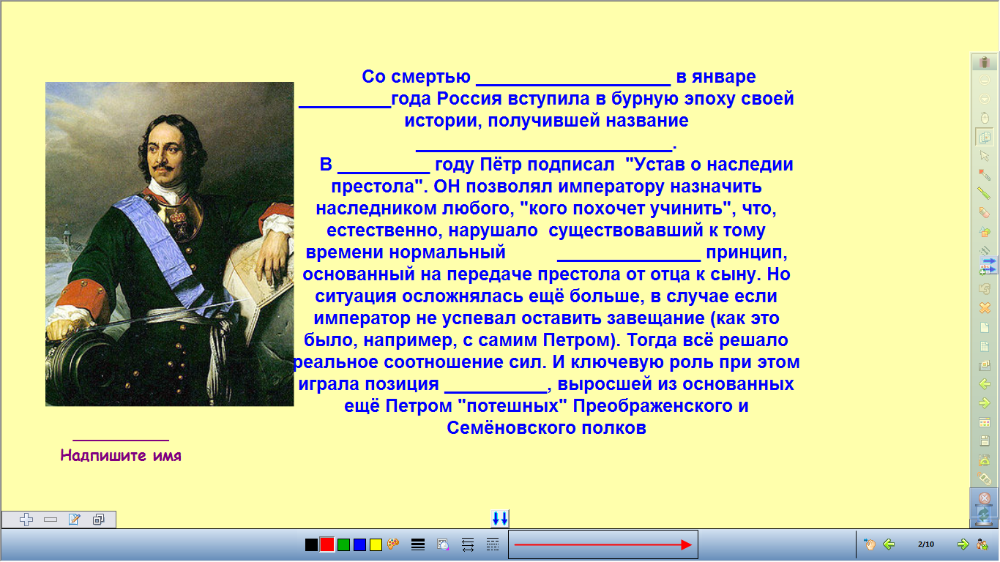 Со смертью ___________________ в январе
_________года Россия вступила в бурную эпоху своей
истории, получившей название
_________________________.
В _________ году Пётр подписал "Устав о наследии
престола". ОН позволял императору назначить
наследником любого, "кого похочет учинить", что,
естественно, нарушало существовавший к тому
времени нормальный ______________ принцип,
основанный на передаче престола от отца к сыну. Но
ситуация осложнялась ещё больше, в случае если
император не успевал оставить завещание (как это
было, например, с самим Петром). Тогда всё решало
реальное соотношение сил. И ключевую роль при этом
играла позиция __________, выросшей из основанных
ещё Петром "потешных" Преображенского и
Семёновского полков
___________
Надпишите имя
2/10